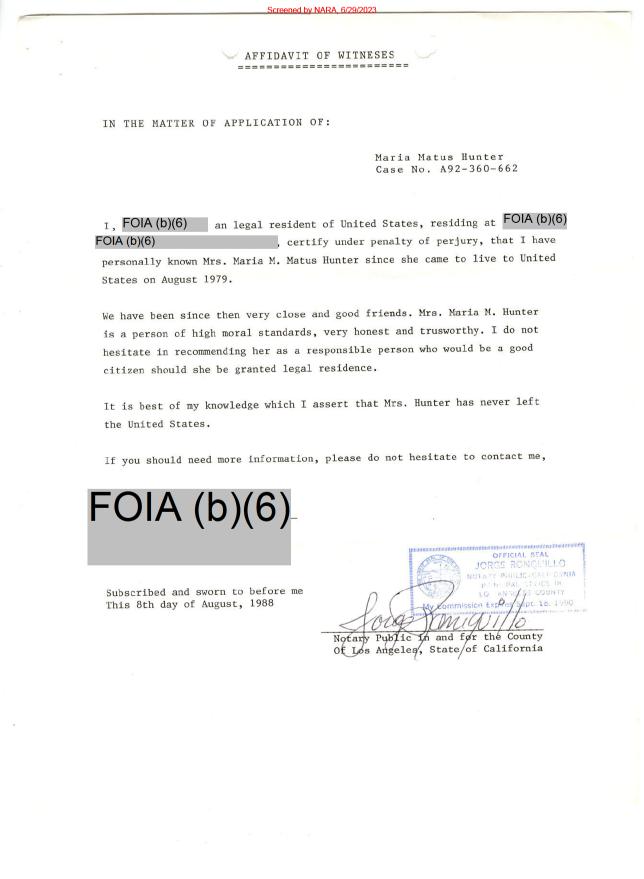 Screened by NARA, 6/29/2023
AFFIDAVIT OF WITNESES
========================
IN THE MATTER OF APPLICATION OF:
Maria Matus Hunter
Case No. A92-360-662
I, FOIA (b)(6) an legal resident of United States, residing at FOIA (b)(6)
FOIA (b)(6) , certify under penalty of perjury, that I have
personally known Mrs. Maria M. Matus Hunter since she came to live to United
States on August 1979.
We have been since then very close and good friends. Mrs. Maria M. Hunter
is a person of high moral standards, very honest and trusworthy. I do not
hesitate in recommending her as a responsible person who would be a good
citizen should she be granted legal residence.
It is best of my knowledge which I assert that Mrs. Hunter has never left
the United States.
If you should need more information, please do not hesitate to contact me,
FOIA (b)(6)
OFFICIAL SEAL
JORGE RONQUILLO
NOTARY PUBLIC-CALIFORNIA
PRINCIPAL OFFICE IN
LOS ANGELES COUNTY
My Commission Expires Sept. 16, 1990
Subscribed and sworn to before me
This 8th day of August, 1988
Jorge Ronquillo
Notary Public in and for the County
Of Los Angeles, State of California